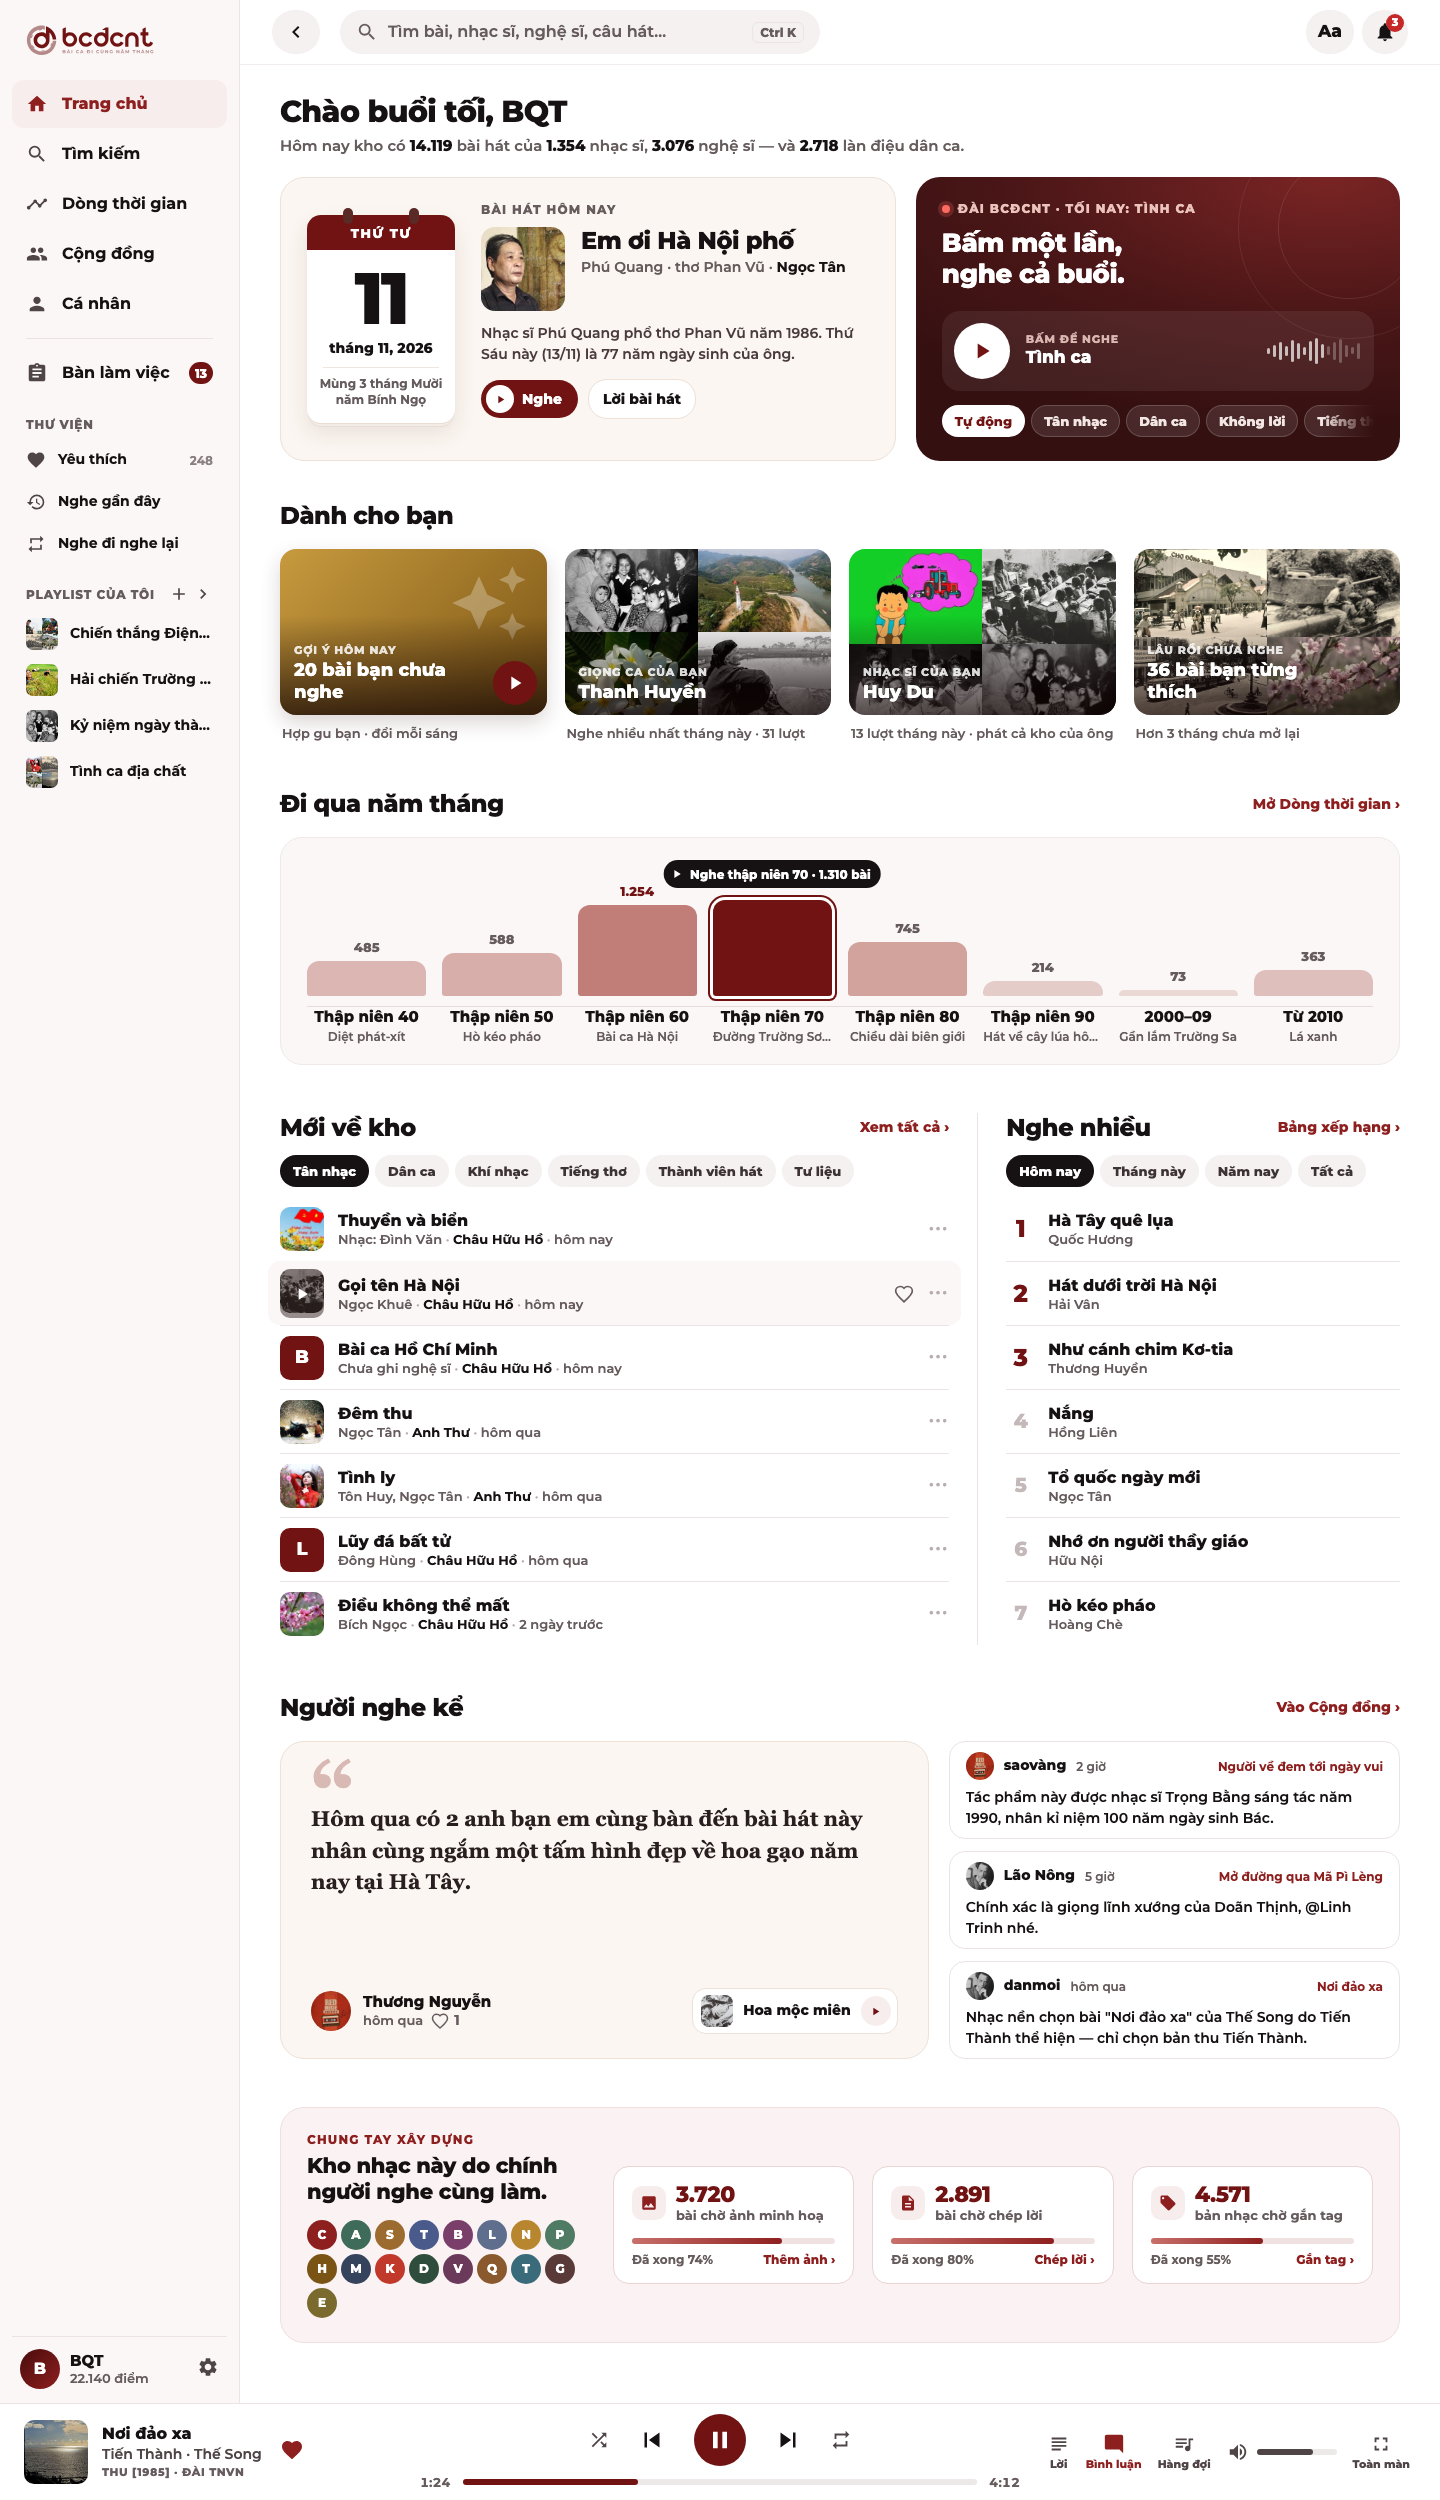 bcdcnt
BÀI CA ĐI CÙNG NĂM THÁNG
Trang chủ
Tìm kiếm
Dòng thời gian
Cộng đồng
Cá nhân
Bàn làm việc 13
THƯ VIỆN
Yêu thích 248
Nghe gần đây
Nghe đi nghe lại
PLAYLIST CỦA TÔI
Chiến thắng Điện...
Hải chiến Trường ...
Kỷ niệm ngày thà...
Tình ca địa chất
B
BQT
22.140 điểm
Tìm bài, nhạc sĩ, nghệ sĩ, câu hát... Ctrl K
Aa
3
Chào buổi tối, BQT
Hôm nay kho có 14.119 bài hát của 1.354 nhạc sĩ, 3.076 nghệ sĩ — và 2.718 làn điệu dân ca.
THỨ TƯ
11
tháng 11, 2026
Mùng 3 tháng Mười
năm Bính Ngọ
BÀI HÁT HÔM NAY
Em ơi Hà Nội phố
Phú Quang · thơ Phan Vũ · Ngọc Tân
Nhạc sĩ Phú Quang phổ thơ Phan Vũ năm 1986. Thứ
Sáu này (13/11) là 77 năm ngày sinh của ông.
Nghe
Lời bài hát
ĐÀI BCĐCNT · TỐI NAY: TÌNH CA
Bấm một lần,
nghe cả buổi.
BẤM ĐỂ NGHE
Tình ca
Tự động
Tân nhạc
Dân ca
Không lời
Tiếng th
Dành cho bạn
GỢI Ý HÔM NAY
20 bài bạn chưa
nghe
Hợp gu bạn · đổi mỗi sáng
GIỌNG CA CỦA BẠN
Thanh Huyền
Nghe nhiều nhất tháng này · 31 lượt
NHẠC SĨ CỦA BẠN
Huy Du
13 lượt tháng này · phát cả kho của ông
CHỢ ĐỒNG XUÂN
LÂU RỒI CHƯA NGHE
36 bài bạn từng
thích
Hơn 3 tháng chưa mở lại
Đi qua năm tháng
Mở Dòng thời gian ›
Nghe thập niên 70 · 1.310 bài
485
588
1.254
745
214
73
363
Thập niên 40
Thập niên 50
Thập niên 60
Thập niên 70
Thập niên 80
Thập niên 90
2000–09
Từ 2010
Diệt phát-xít
Hò kéo pháo
Bài ca Hà Nội
Đường Trường Sơ...
Chiều dài biên giới
Hát về cây lúa hô...
Gần lắm Trường Sa
Lá xanh
Mới về kho
Xem tất cả ›
Tân nhạc
Dân ca
Khí nhạc
Tiếng thơ
Thành viên hát
Tư liệu
Thuyền và biển
Nhạc: Đình Văn · Châu Hữu Hồ · hôm nay
Gọi tên Hà Nội
Ngọc Khuê · Châu Hữu Hồ · hôm nay
B
Bài ca Hồ Chí Minh
Chưa ghi nghệ sĩ · Châu Hữu Hồ · hôm nay
Đêm thu
Ngọc Tân · Anh Thư · hôm qua
Tình ly
Tôn Huy, Ngọc Tân · Anh Thư · hôm qua
L
Lũy đá bất tử
Đông Hùng · Châu Hữu Hồ · hôm qua
Điều không thể mất
Bích Ngọc · Châu Hữu Hồ · 2 ngày trước
Nghe nhiều
Bảng xếp hạng ›
Hôm nay
Tháng này
Năm nay
Tất cả
1
Hà Tây quê lụa
Quốc Hương
2
Hát dưới trời Hà Nội
Hải Vân
3
Như cánh chim Kơ-tia
Thương Huyền
4
Nắng
Hồng Liên
5
Tổ quốc ngày mới
Ngọc Tân
6
Nhớ ơn người thầy giáo
Hữu Nội
7
Hò kéo pháo
Hoàng Chè
Người nghe kể
Vào Cộng đồng ›
“
Hôm qua có 2 anh bạn em cùng bàn đến bài hát này
nhân cùng ngắm một tấm hình đẹp về hoa gạo năm
nay tại Hà Tây.
Thương Nguyễn
hôm qua 1
Hoa mộc miên
saovàng 2 giờ
Người về đem tới ngày vui
Tác phẩm này được nhạc sĩ Trọng Bằng sáng tác năm
1990, nhân kỉ niệm 100 năm ngày sinh Bác.
Lão Nông 5 giờ
Mở đường qua Mã Pì Lèng
Chính xác là giọng lĩnh xướng của Doãn Thịnh, @Linh
Trinh nhé.
danmoi hôm qua
Nơi đảo xa
Nhạc nền chọn bài "Nơi đảo xa" của Thế Song do Tiến
Thành thể hiện — chỉ chọn bản thu Tiến Thành.
CHUNG TAY XÂY DỰNG
Kho nhạc này do chính
người nghe cùng làm.
C A S T B L N P
H M K D V Q T G
E
3.720
bài chờ ảnh minh hoạ
Đã xong 74% Thêm ảnh ›
2.891
bài chờ chép lời
Đã xong 80% Chép lời ›
4.571
bản nhạc chờ gắn tag
Đã xong 55% Gắn tag ›
Nơi đảo xa
Tiến Thành · Thế Song
THU [1985] · ĐÀI TNVN
1:24
4:12
Lời
Bình luận
Hàng đợi
Toàn màn